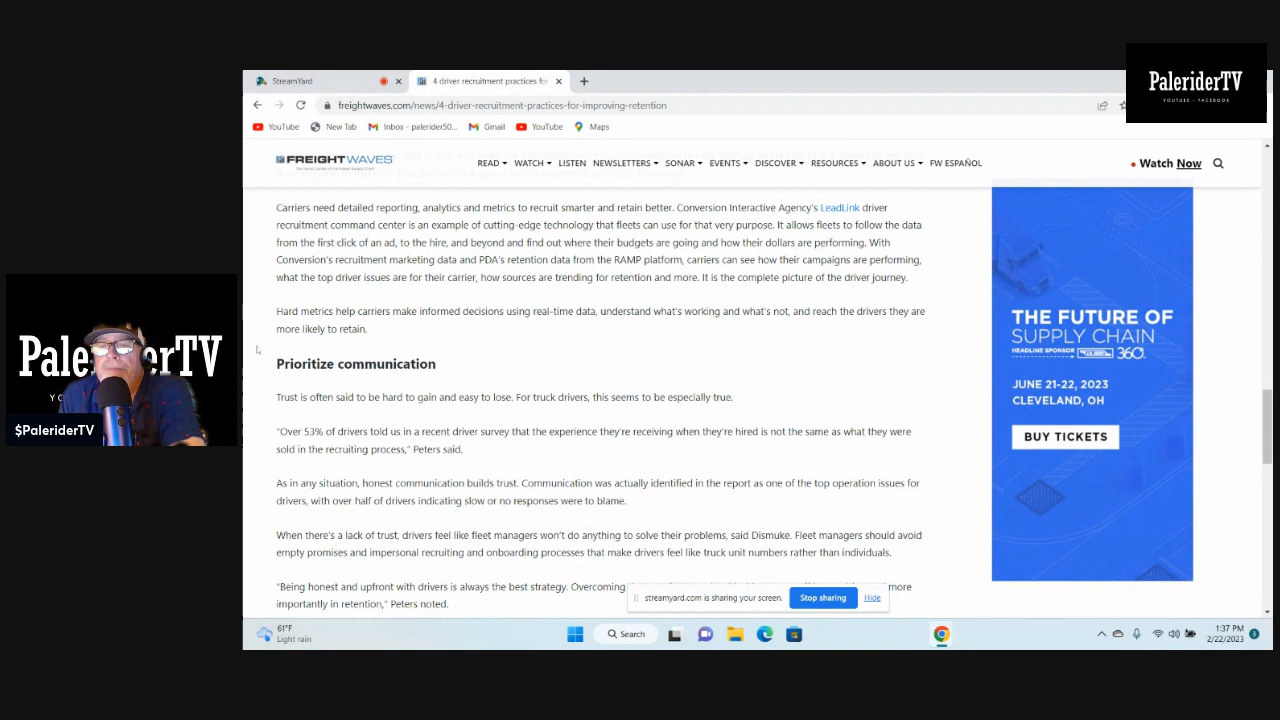 PaleriderTV
YOUTUBE - FACEBOOK
StreamYard
4 driver recruitment practices for
freightwaves.com/news/4-driver-recruitment-practices-for-improving-retention
YouTube
New Tab
Inbox - palerider50...
Gmail
YouTube
Maps
FREIGHTWAVES
READ
WATCH
LISTEN
NEWSLETTERS
SONAR
EVENTS
DISCOVER
RESOURCES
ABOUT US
FW ESPAÑOL
Watch Now
Carriers need detailed reporting, analytics and metrics to recruit smarter and retain better. Conversion Interactive Agency's LeadLink driver
recruitment command center is an example of cutting-edge technology that fleets can use for that very purpose. It allows fleets to follow the data
from the first click of an ad, to the hire, and beyond and find out where their budgets are going and how their dollars are performing. With
Conversion's recruitment marketing data and PDA's retention data from the RAMP platform, carriers can see how their campaigns are performing,
what the top driver issues are for their carrier, how sources are trending for retention and more. It is the complete picture of the driver journey.
Hard metrics help carriers make informed decisions using real-time data, understand what's working and what's not, and reach the drivers they are
more likely to retain.
Prioritize communication
Trust is often said to be hard to gain and easy to lose. For truck drivers, this seems to be especially true.
“Over 53% of drivers told us in a recent driver survey that the experience they're receiving when they're hired is not the same as what they were
sold in the recruiting process,” Peters said.
As in any situation, honest communication builds trust. Communication was actually identified in the report as one of the top operation issues for
drivers, with over half of drivers indicating slow or no responses were to blame.
When there's a lack of trust, drivers feel like fleet managers won't do anything to solve their problems, said Dismuke. Fleet managers should avoid
empty promises and impersonal recruiting and onboarding processes that make drivers feel like truck unit numbers rather than individuals.
“Being honest and upfront with drivers is always the best strategy. Overcoming
more
importantly in retention,” Peters noted.
THE FUTURE OF
SUPPLY CHAIN
HEADLINE SPONSOR
360°
JUNE 21-22, 2023
CLEVELAND, OH
BUY TICKETS
streamyard.com is sharing your screen.
Stop sharing
Hide
PaleriderTV
$PaleriderTV
61°F
Light rain
Search
1:37 PM
2/22/2023
3